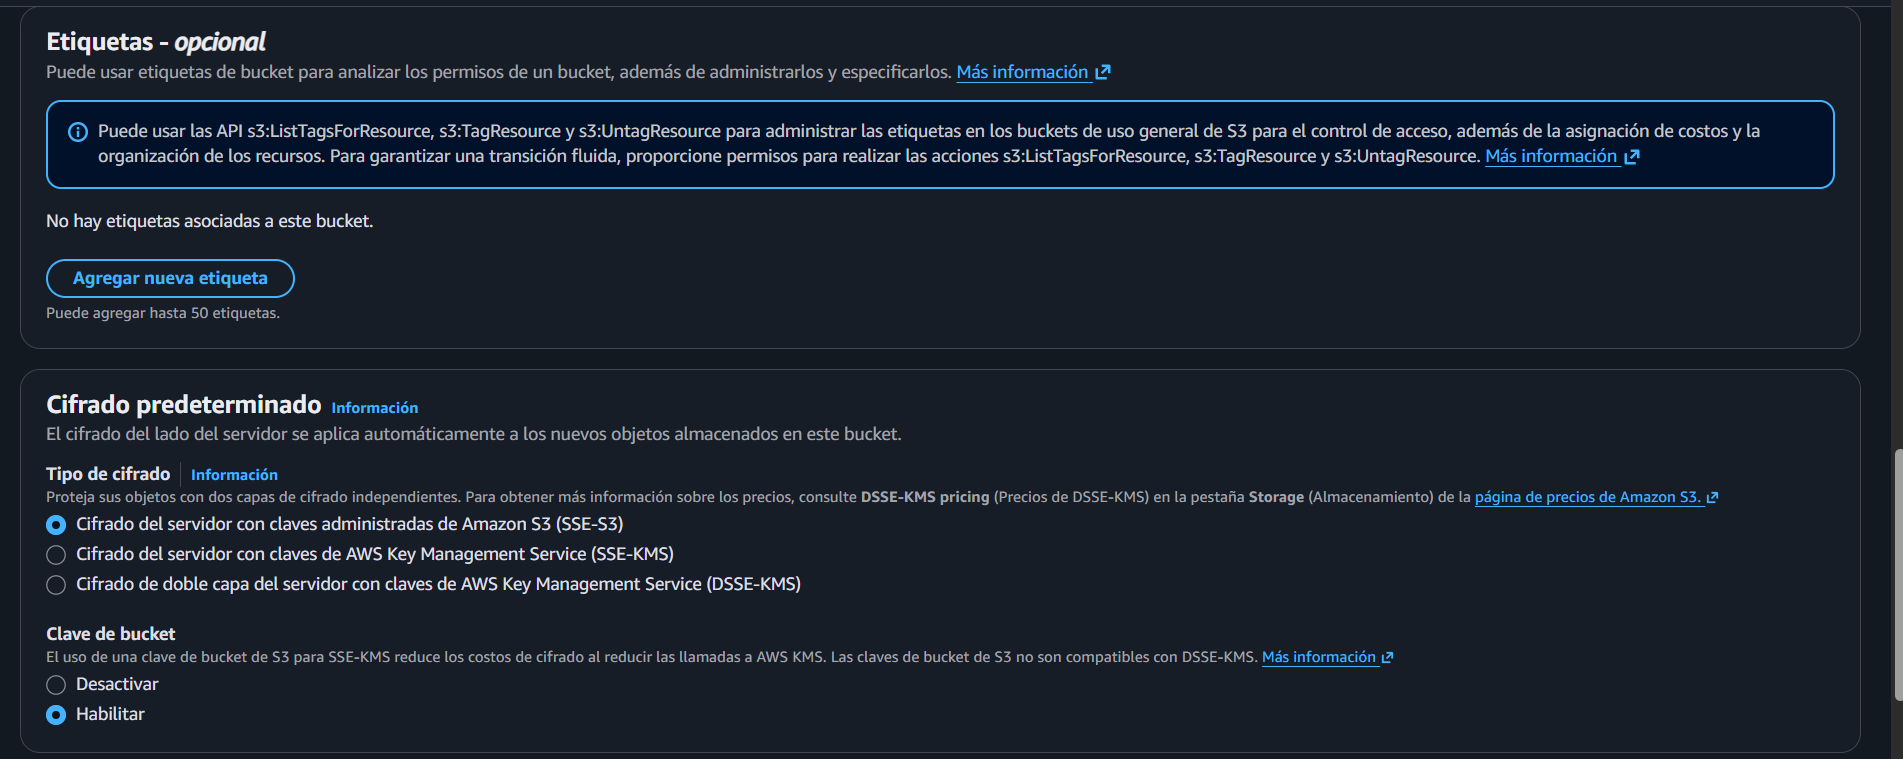 Etiquetas - opcional
Puede usar etiquetas de bucket para analizar los permisos de un bucket, además de administrarlos y especificarlos. Más información
Puede usar las API s3:ListTagsForResource, s3:TagResource y s3:UntagResource para administrar las etiquetas en los buckets de uso general de S3 para el control de acceso, además de la asignación de costos y la
organización de los recursos. Para garantizar una transición fluida, proporcione permisos para realizar las acciones s3:ListTagsForResource, s3:TagResource y s3:UntagResource. Más información
No hay etiquetas asociadas a este bucket.
Agregar nueva etiqueta
Puede agregar hasta 50 etiquetas.
Cifrado predeterminado Información
El cifrado del lado del servidor se aplica automáticamente a los nuevos objetos almacenados en este bucket.
Tipo de cifrado Información
Proteja sus objetos con dos capas de cifrado independientes. Para obtener más información sobre los precios, consulte DSSE-KMS pricing (Precios de DSSE-KMS) en la pestaña Storage (Almacenamiento) de la página de precios de Amazon S3.
Cifrado del servidor con claves administradas de Amazon S3 (SSE-S3)
Cifrado del servidor con claves de AWS Key Management Service (SSE-KMS)
Cifrado de doble capa del servidor con claves de AWS Key Management Service (DSSE-KMS)
Clave de bucket
El uso de una clave de bucket de S3 para SSE-KMS reduce los costos de cifrado al reducir las llamadas a AWS KMS. Las claves de bucket de S3 no son compatibles con DSSE-KMS. Más información
Desactivar
Habilitar